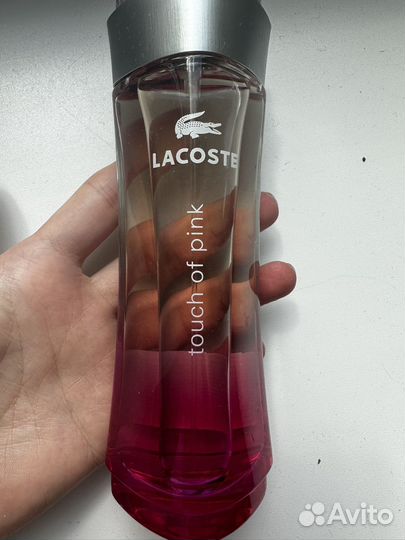 LACOSTE
touch of pink
Avito